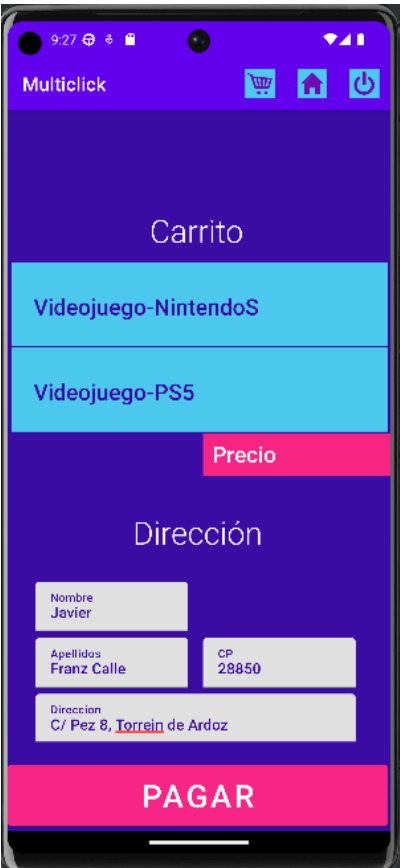 9:27
Multiclick
Carrito
Videojuego-NintendoS
Videojuego-PS5
Precio
Dirección
Nombre
Javier
Apellidos
Franz Calle
CP
28850
Direccion
C/ Pez 8, Torrein de Ardoz
PAGAR